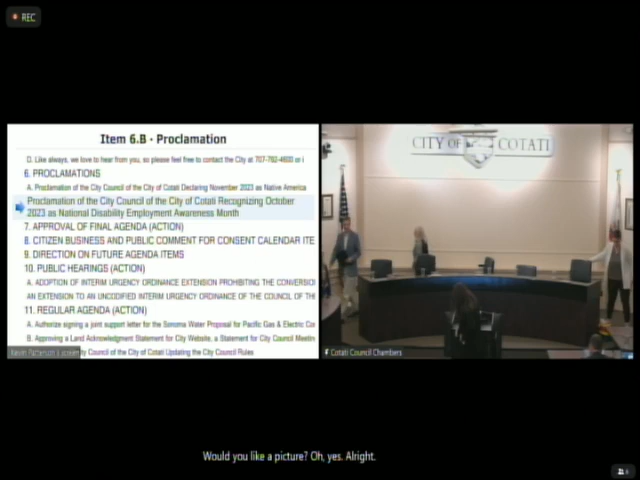 REC
Item 6.B · Proclamation
D. Like always, we love to hear from you, so please feel free to contact the City at 707-792-4600 or i
6. PROCLAMATIONS
A. Proclamation of the City Council of the City of Cotati Declaring November 2023 as Native America
Proclamation of the City Council of the City of Cotati Recognizing October
2023 as National Disability Employment Awareness Month
7. APPROVAL OF FINAL AGENDA (ACTION)
8. CITIZEN BUSINESS AND PUBLIC COMMENT FOR CONSENT CALENDAR ITE
9. DIRECTION ON FUTURE AGENDA ITEMS
10. PUBLIC HEARINGS (ACTION)
A. ADOPTION OF INTERIM URGENCY ORDINANCE EXTENSION PROHIBITING THE CONVERSIO
AN EXTENSION TO AN UNCODIFIED INTERIM URGENCY ORDINANCE OF THE COUNCIL OF TH
11. REGULAR AGENDA (ACTION)
A. Authorize signing a joint support letter for the Sonoma Water Proposal for Pacific Gas & Electric Co
B. Approving a Land Acknowledgment Statement for City Website, a Statement for City Council Meetin
by Council of the City of Cotati Updating the City Council Rules
CITY OF COTATI
Cotati Council Chambers
Would you like a picture? Oh, yes. Alright.